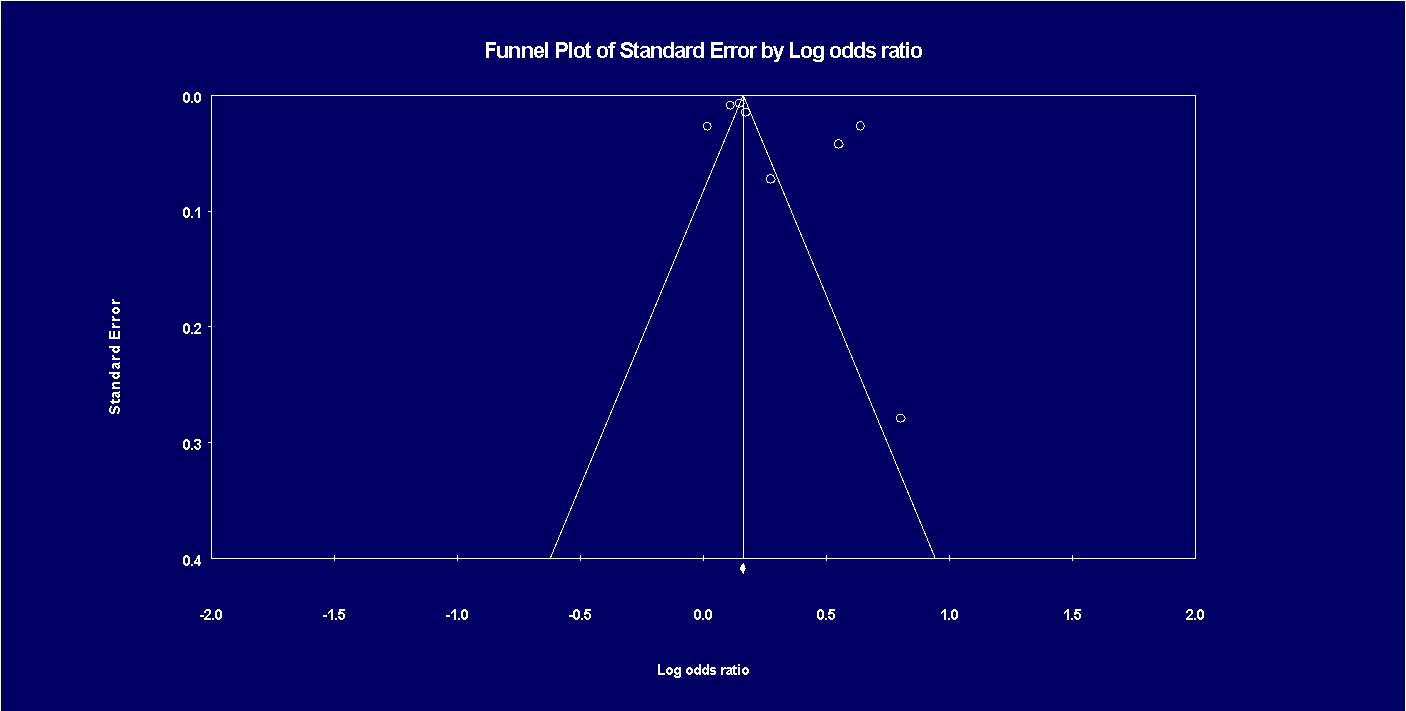 Funnel Plot of Standard Error by Log odds ratio
0.0
0.1
0.2
0.3
0.4
Standard Error
-2.0 -1.5 -1.0 -0.5 0.0 0.5 1.0 1.5 2.0
Log odds ratio